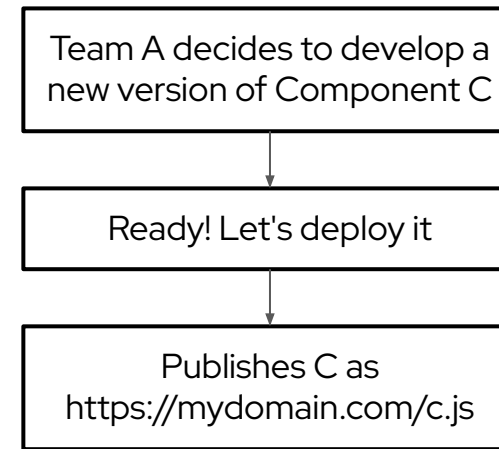 Team A decides to develop a
new version of Component C
Ready! Let's deploy it
Publishes C as
https://mydomain.com/c.js